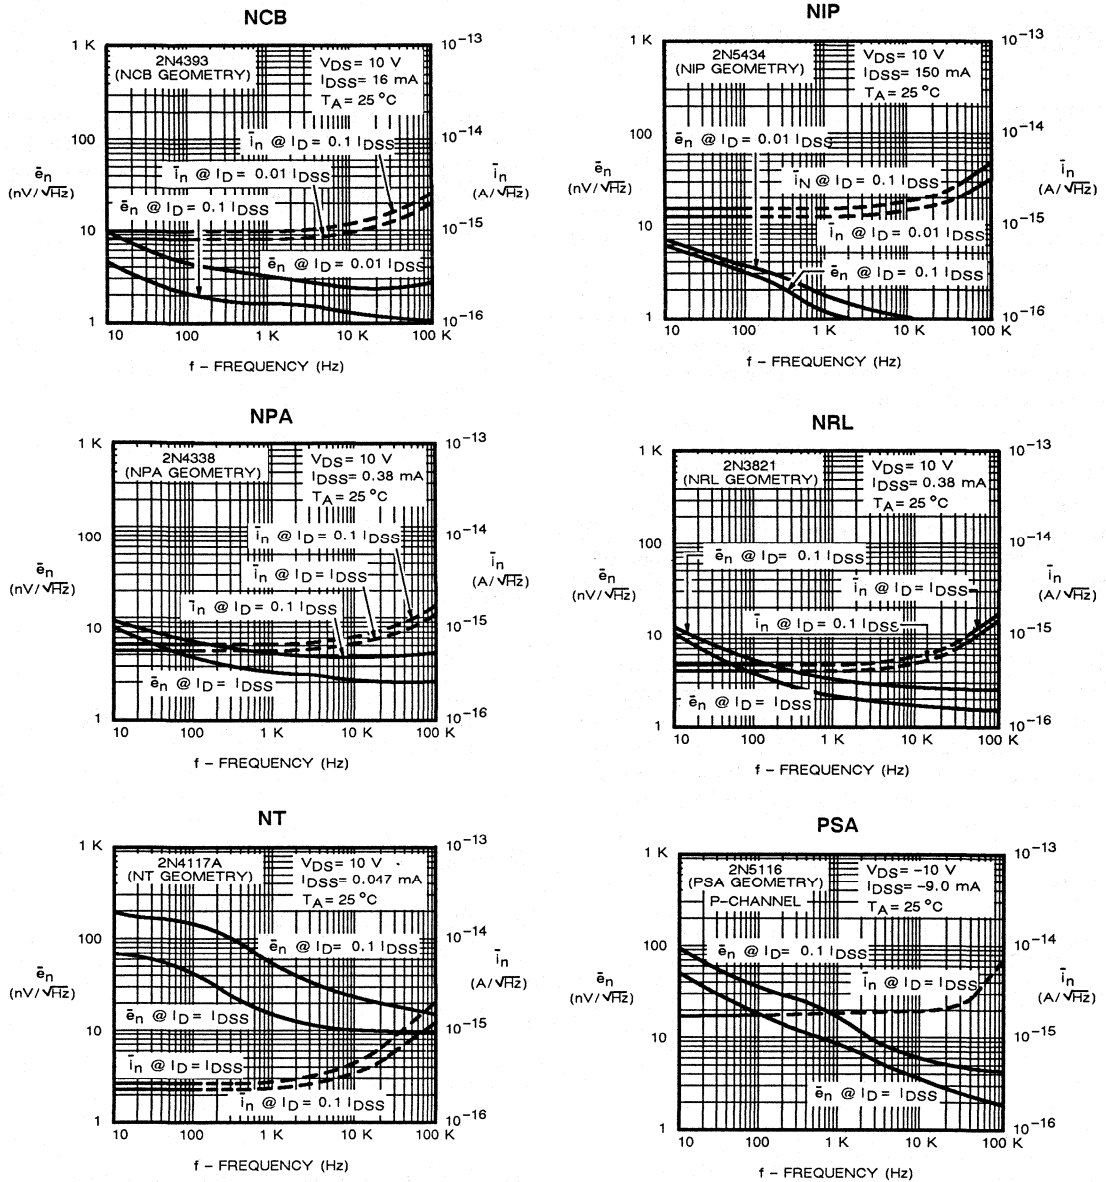 NCB
1 K
100
10
1
ēn
(nV/√Hz)
2N4393
(NCB GEOMETRY)
VDS = 10 V
IDSS = 16 mA
TA = 25 °C
īn @ ID = 0.1 IDSS
īn @ ID = 0.01 IDSS
ēn @ ID = 0.1 IDSS
ēn @ ID = 0.01 IDSS
10⁻¹³
10⁻¹⁴
10⁻¹⁵
10⁻¹⁶
īn
(A/√Hz)
10 100 1 K 10 K 100 K
f – FREQUENCY (Hz)
NIP
1 K
100
10
1
ēn
(nV/√Hz)
2N5434
(NIP GEOMETRY)
VDS = 10 V
IDSS = 150 mA
TA = 25 °C
ēn @ ID = 0.01 IDSS
īN @ ID = 0.1 IDSS
īn @ ID = 0.01 IDSS
ēn @ ID = 0.1 IDSS
10⁻¹³
10⁻¹⁴
10⁻¹⁵
10⁻¹⁶
īn
(A/√Hz)
10 100 1 K 10 K 100 K
f – FREQUENCY (Hz)
NPA
1 K
100
10
1
ēn
(nV/√Hz)
2N4338
(NPA GEOMETRY)
VDS = 10 V
IDSS = 0.38 mA
TA = 25 °C
īn @ ID = 0.1 IDSS
īn @ ID = IDSS
īn @ ID = 0.1 IDSS
ēn @ ID = IDSS
10⁻¹³
10⁻¹⁴
10⁻¹⁵
10⁻¹⁶
īn
(A/√Hz)
10 100 1 K 10 K 100 K
f – FREQUENCY (Hz)
NRL
1 K
100
10
1
ēn
(nV/√Hz)
2N3821
(NRL GEOMETRY)
VDS = 10 V
IDSS = 0.38 mA
TA = 25 °C
ēn @ ID = 0.1 IDSS
īn @ ID = IDSS
īn @ ID = 0.1 IDSS
ēn @ ID = IDSS
10⁻¹³
10⁻¹⁴
10⁻¹⁵
10⁻¹⁶
īn
(A/√Hz)
10 100 1 K 10 K 100 K
f – FREQUENCY (Hz)
NT
1 K
100
10
1
ēn
(nV/√Hz)
2N4117A
(NT GEOMETRY)
VDS = 10 V
IDSS = 0.047 mA
TA = 25 °C
ēn @ ID = 0.1 IDSS
ēn @ ID = IDSS
īn @ ID = IDSS
īn @ ID = 0.1 IDSS
10⁻¹³
10⁻¹⁴
10⁻¹⁵
10⁻¹⁶
īn
(A/√Hz)
10 100 1 K 10 K 100 K
f – FREQUENCY (Hz)
PSA
1 K
100
10
1
ēn
(nV/√Hz)
2N5116
(PSA GEOMETRY)
P-CHANNEL
VDS = –10 V
IDSS = –9.0 mA
TA = 25 °C
ēn @ ID = 0.1 IDSS
īn @ ID = IDSS
ēn @ ID = IDSS
10⁻¹³
10⁻¹⁴
10⁻¹⁵
10⁻¹⁶
īn
(A/√Hz)
10 100 1 K 10 K 100 K
f – FREQUENCY (Hz)